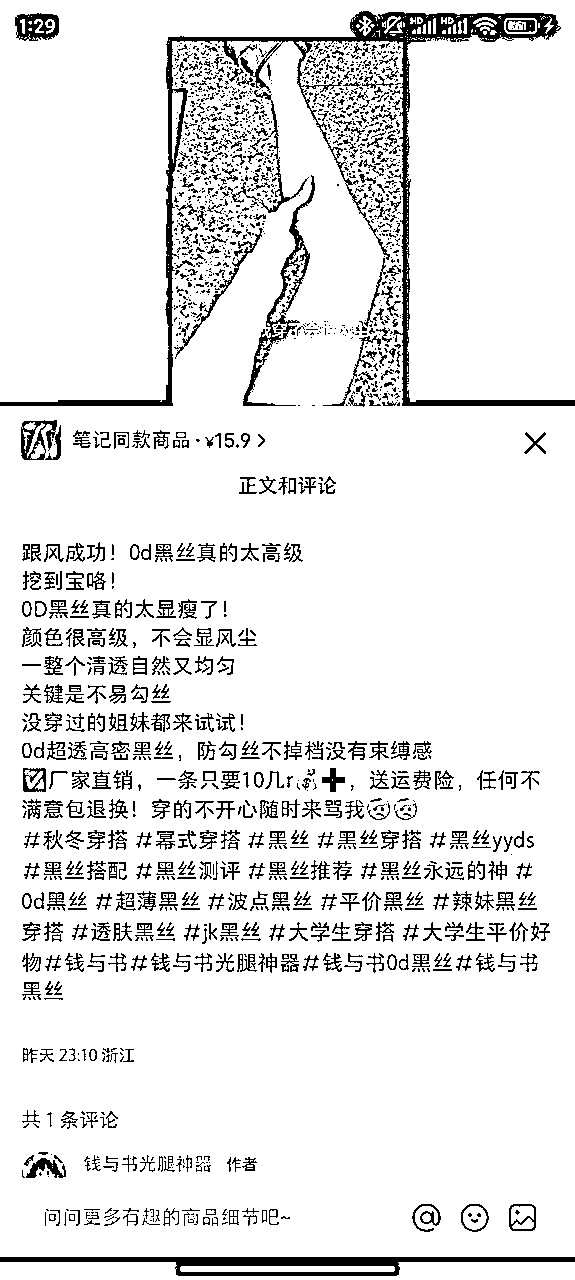 1:29
笔记同款商品·¥15.9
正文和评论
跟风成功！0d黑丝真的太高级
挖到宝咯！
0D黑丝真的太显瘦了！
颜色很高级，不会显风尘
一整个清透自然又均匀
关键是不易勾丝
没穿过的姐妹都来试试！
0d超透高密黑丝，防勾丝不掉档没有束缚感
厂家直销，一条只要10几r💰➕，送运费险，任何不
满意包退换！穿的不开心随时来骂我
#秋冬穿搭 #幂式穿搭 #黑丝 #黑丝穿搭 #黑丝yyds
#黑丝搭配 #黑丝测评 #黑丝推荐 #黑丝永远的神 #
0d黑丝 #超薄黑丝 #波点黑丝 #平价黑丝 #辣妹黑丝
穿搭 #透肤黑丝 #jk黑丝 #大学生穿搭 #大学生平价好
物#钱与书#钱与书光腿神器#钱与书0d黑丝#钱与书
黑丝
昨天 23:10 浙江
共 1 条评论
钱与书光腿神器 作者
问问更多有趣的商品细节吧~